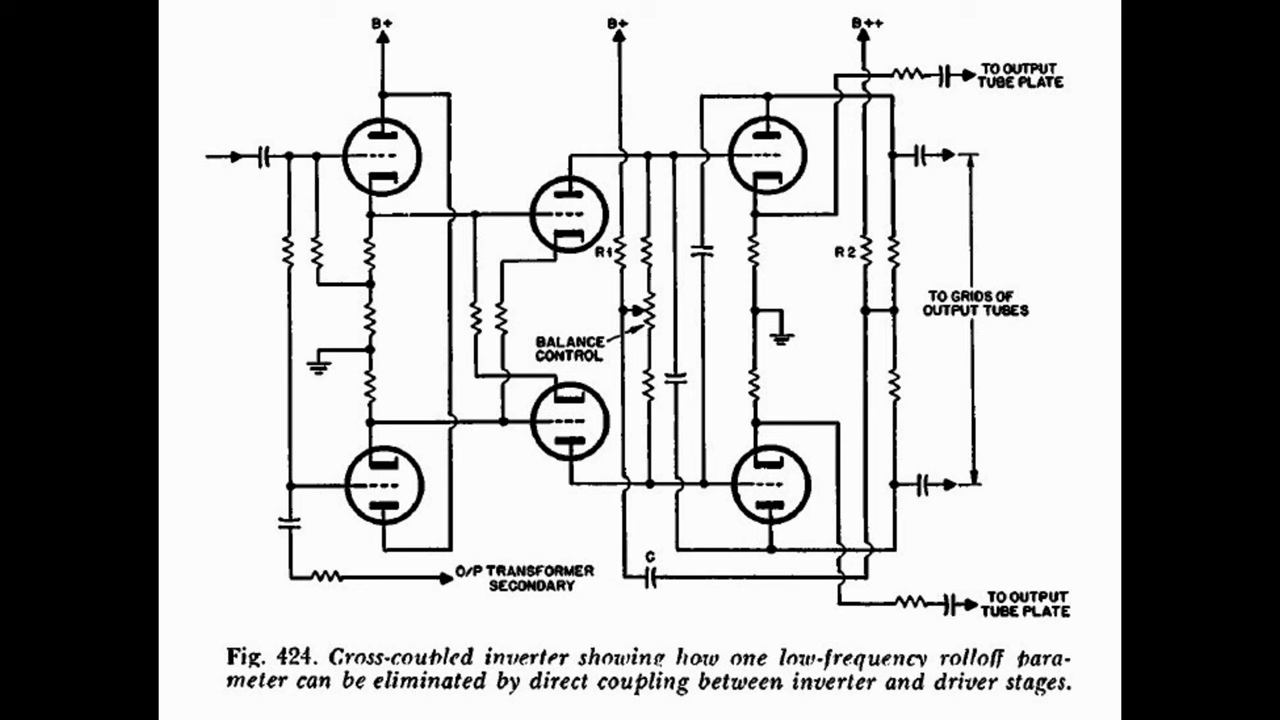 B+
B+
B++
TO OUTPUT
TUBE PLATE
R1
R2
TO GRIDS OF
OUTPUT TUBES
BALANCE
CONTROL
C
O/P TRANSFORMER
SECONDARY
TO OUTPUT
TUBE PLATE
Fig. 424. Cross-coupled inverter showing how one low-frequency rolloff para-
meter can be eliminated by direct coupling between inverter and driver stages.